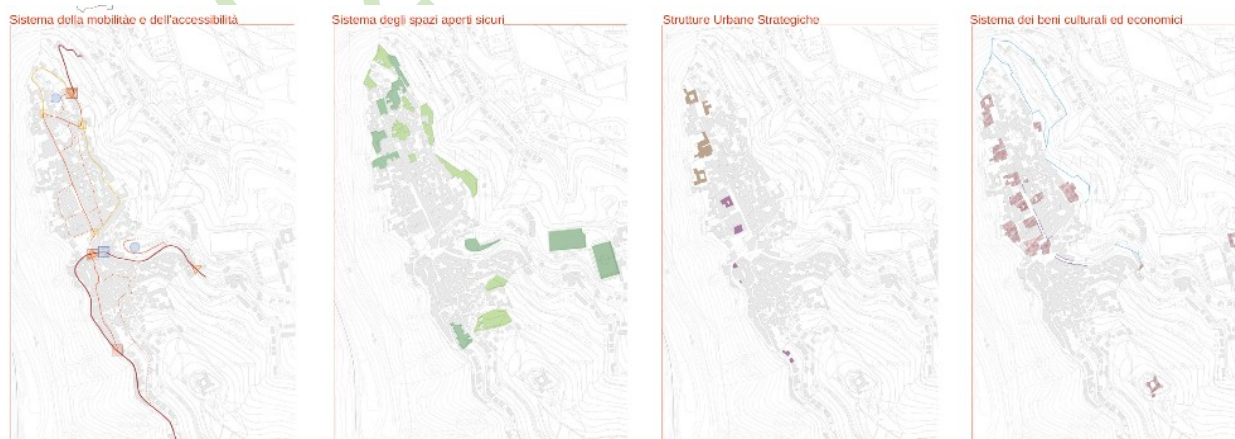 Sistema della mobilitàe e dell'accessibilità
Sistema degli spazi aperti sicuri
Strutture Urbane Strategiche
Sistema dei beni culturali ed economici